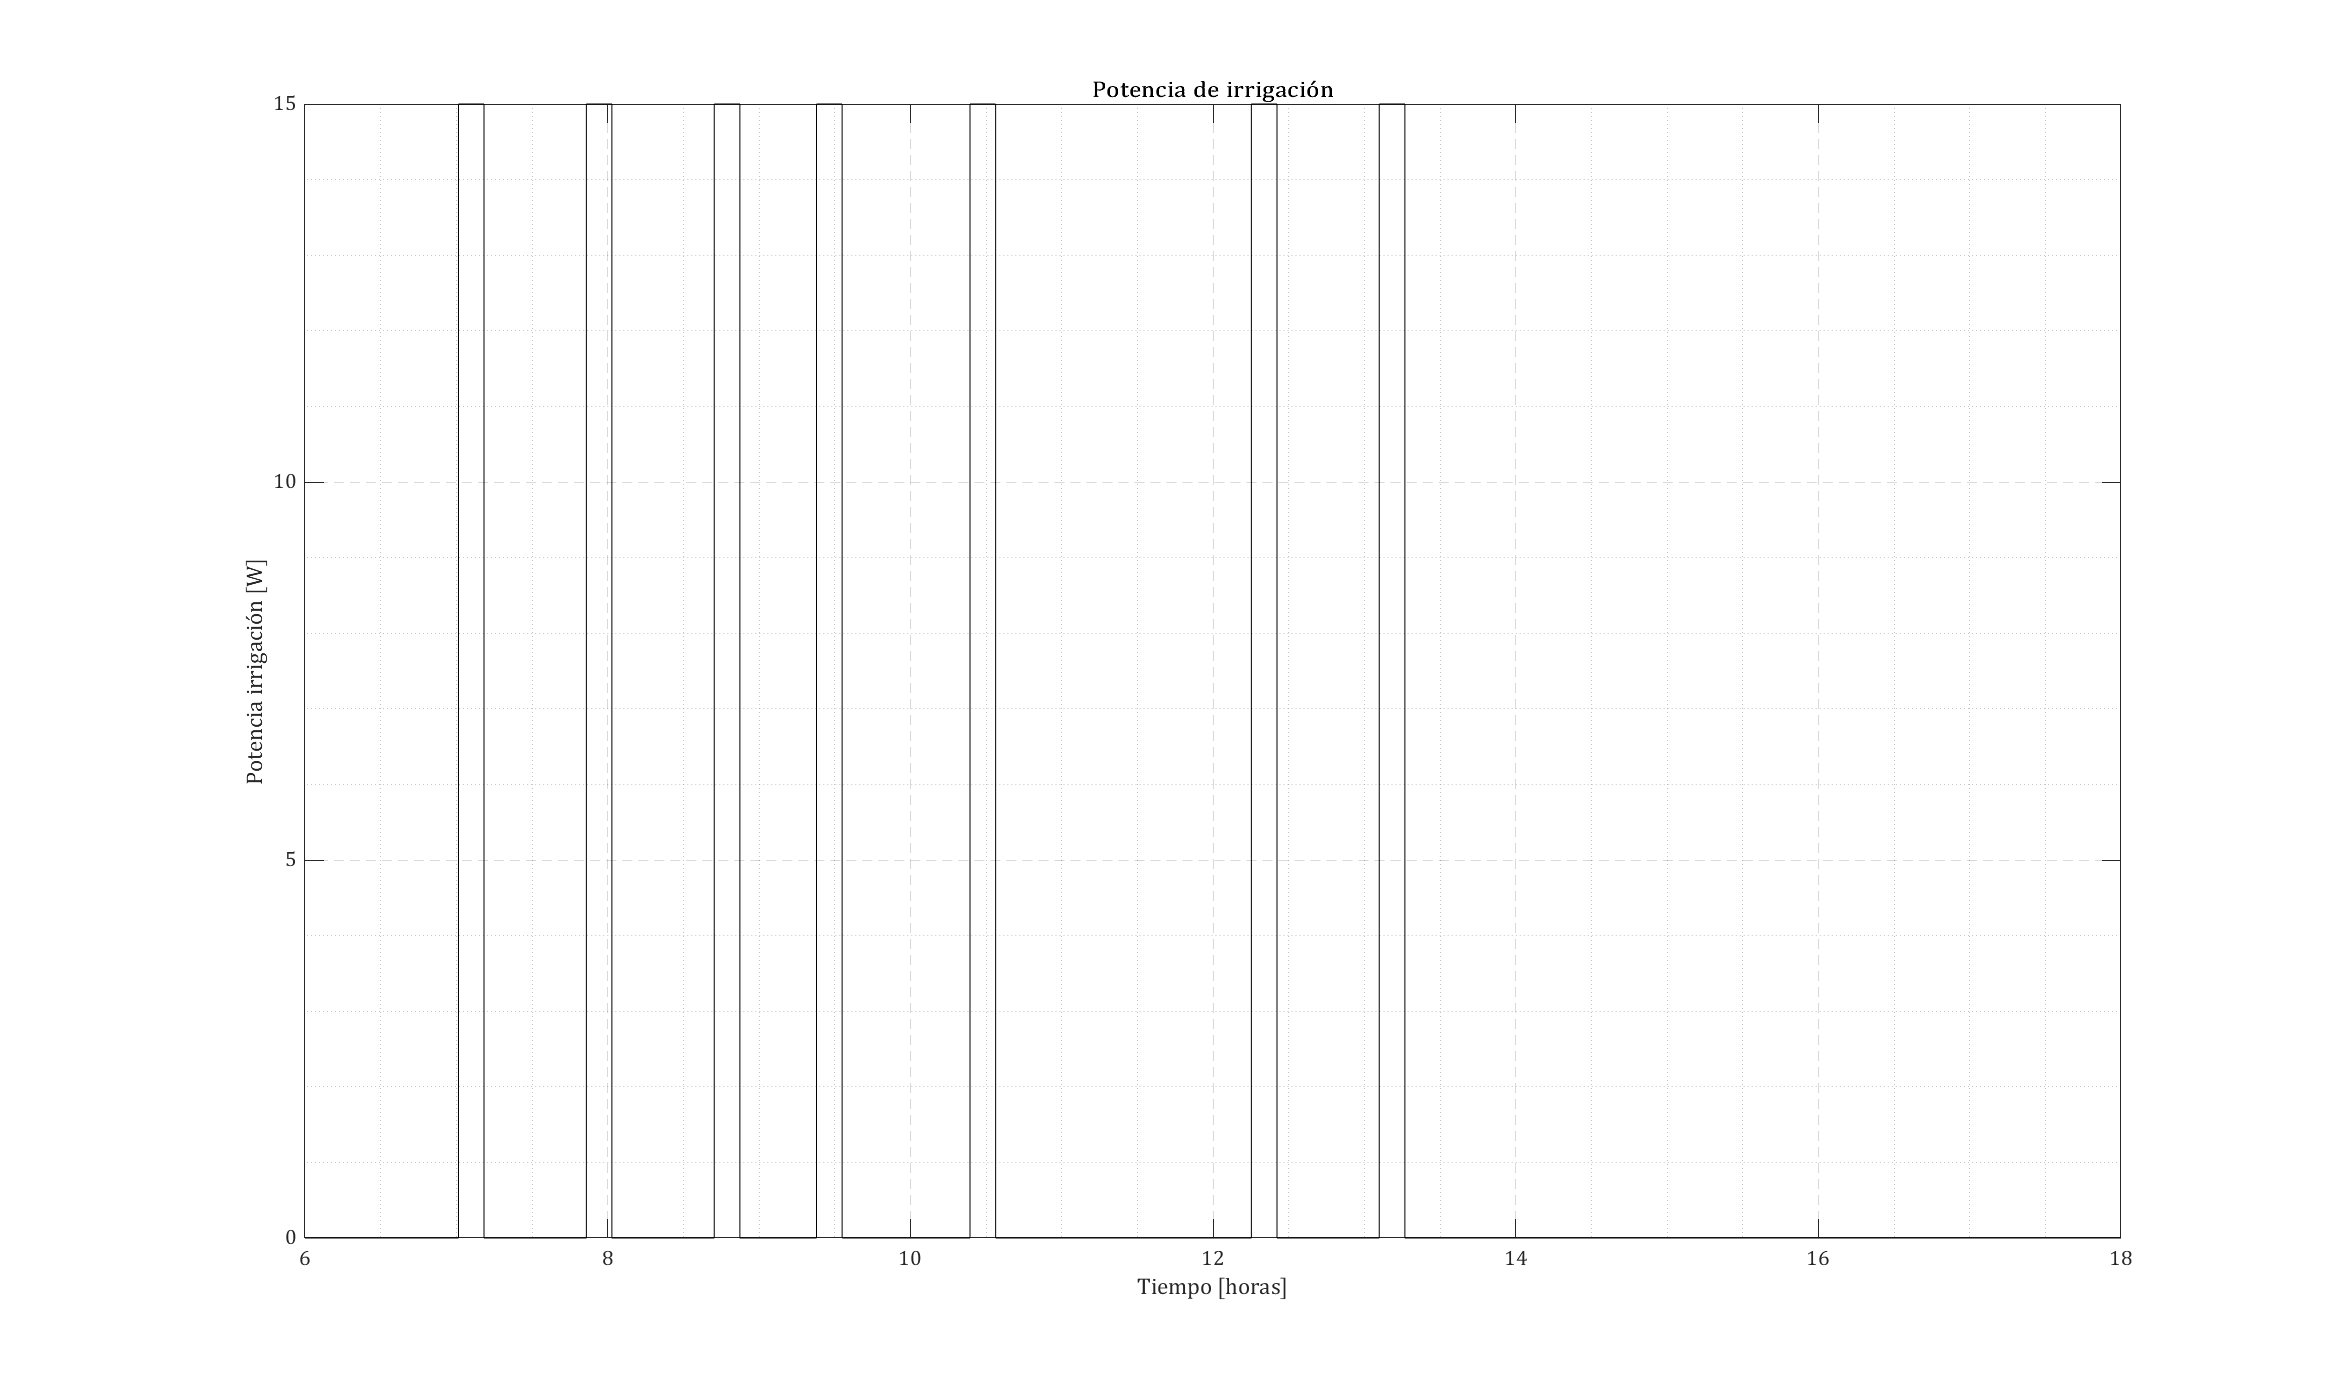 Potencia de irrigación
15
10
5
0
Potencia irrigación [W]
6 8 10 12 14 16 18
Tiempo [horas]